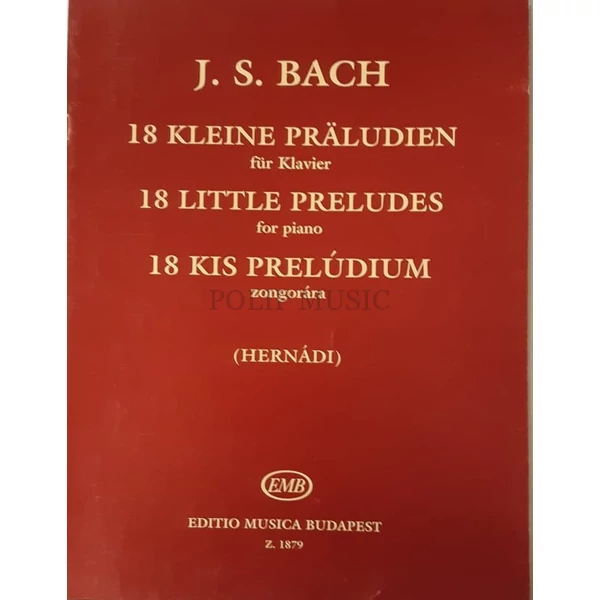 J. S. BACH
18 KLEINE PRÄLUDIEN
für Klavier
18 LITTLE PRELUDES
for piano
18 KIS PRELÚDIUM
zongorára
POLIP MUSIC
(HERNÁDI)
EMB
EDITIO MUSICA BUDAPEST
Z. 1879